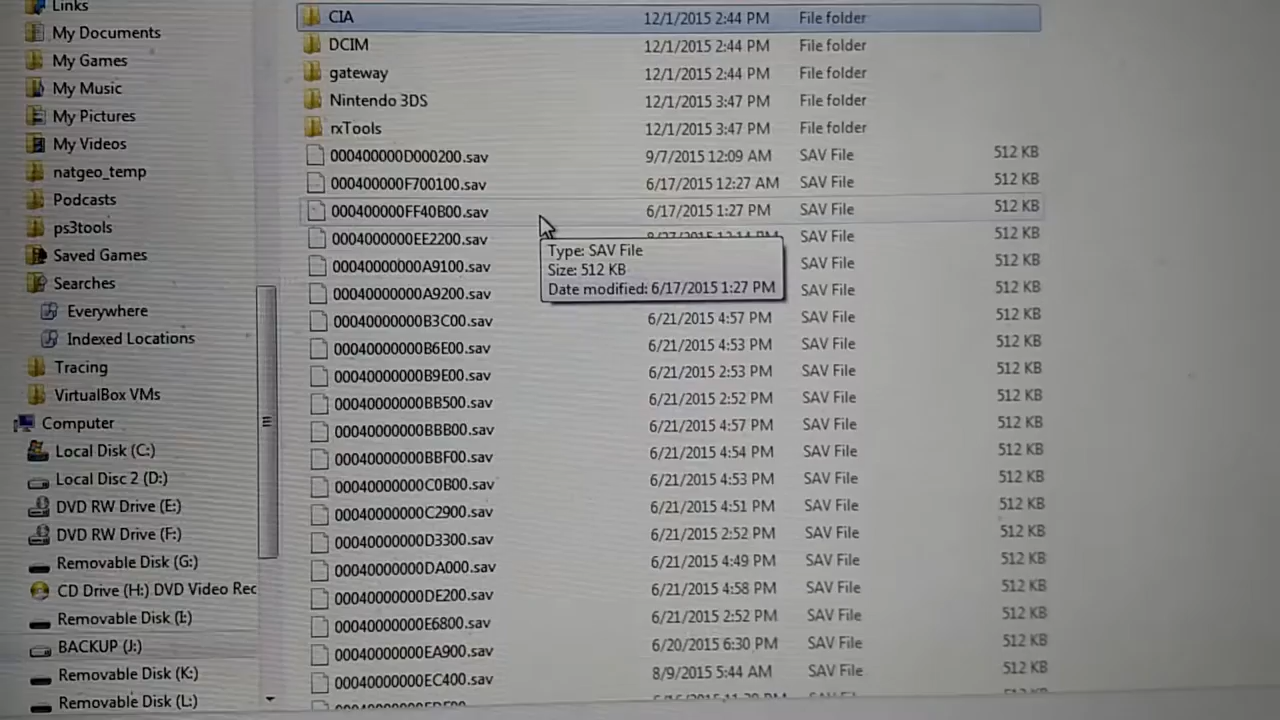 Links
My Documents
My Games
My Music
My Pictures
My Videos
natgeo_temp
Podcasts
ps3tools
Saved Games
Searches
Everywhere
Indexed Locations
Tracing
VirtualBox VMs
Computer
Local Disk (C:)
Local Disc 2 (D:)
DVD RW Drive (E:)
DVD RW Drive (F:)
Removable Disk (G:)
CD Drive (H:) DVD Video Rec
Removable Disk (I:)
BACKUP (J:)
Removable Disk (K:)
Removable Disk (L:)
CIA 12/1/2015 2:44 PM File folder
DCIM 12/1/2015 2:44 PM File folder
gateway 12/1/2015 2:44 PM File folder
Nintendo 3DS 12/1/2015 3:47 PM File folder
rxTools 12/1/2015 3:47 PM File folder
000400000D000200.sav 9/7/2015 12:09 AM SAV File 512 KB
000400000F700100.sav 6/17/2015 12:27 AM SAV File 512 KB
000400000FF40B00.sav 6/17/2015 1:27 PM SAV File 512 KB
0004000000EE2200.sav SAV File 512 KB
00040000000A9100.sav SAV File 512 KB
00040000000A9200.sav SAV File 512 KB
00040000000B3C00.sav 6/21/2015 4:57 PM SAV File 512 KB
00040000000B6E00.sav 6/21/2015 4:53 PM SAV File 512 KB
00040000000B9E00.sav 6/21/2015 2:53 PM SAV File 512 KB
00040000000BB500.sav 6/21/2015 2:52 PM SAV File 512 KB
00040000000BBB00.sav 6/21/2015 4:57 PM SAV File 512 KB
00040000000BBF00.sav 6/21/2015 4:54 PM SAV File 512 KB
00040000000C0B00.sav 6/21/2015 4:53 PM SAV File 512 KB
00040000000C2900.sav 6/21/2015 4:51 PM SAV File 512 KB
00040000000D3300.sav 6/21/2015 2:52 PM SAV File 512 KB
00040000000DA000.sav 6/21/2015 4:49 PM SAV File 512 KB
00040000000DE200.sav 6/21/2015 4:58 PM SAV File 512 KB
00040000000E6800.sav 6/21/2015 2:52 PM SAV File 512 KB
00040000000EA900.sav 6/20/2015 6:30 PM SAV File 512 KB
00040000000EC400.sav 8/9/2015 5:44 AM SAV File 512 KB
Type: SAV File
Size: 512 KB
Date modified: 6/17/2015 1:27 PM